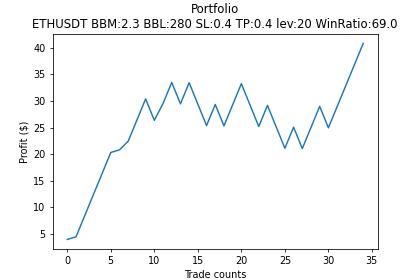 Portfolio
ETHUSDT BBM:2.3 BBL:280 SL:0.4 TP:0.4 lev:20 WinRatio:69.0
40
35
30
25
20
15
10
5
Profit ($)
0 5 10 15 20 25 30 35
Trade counts